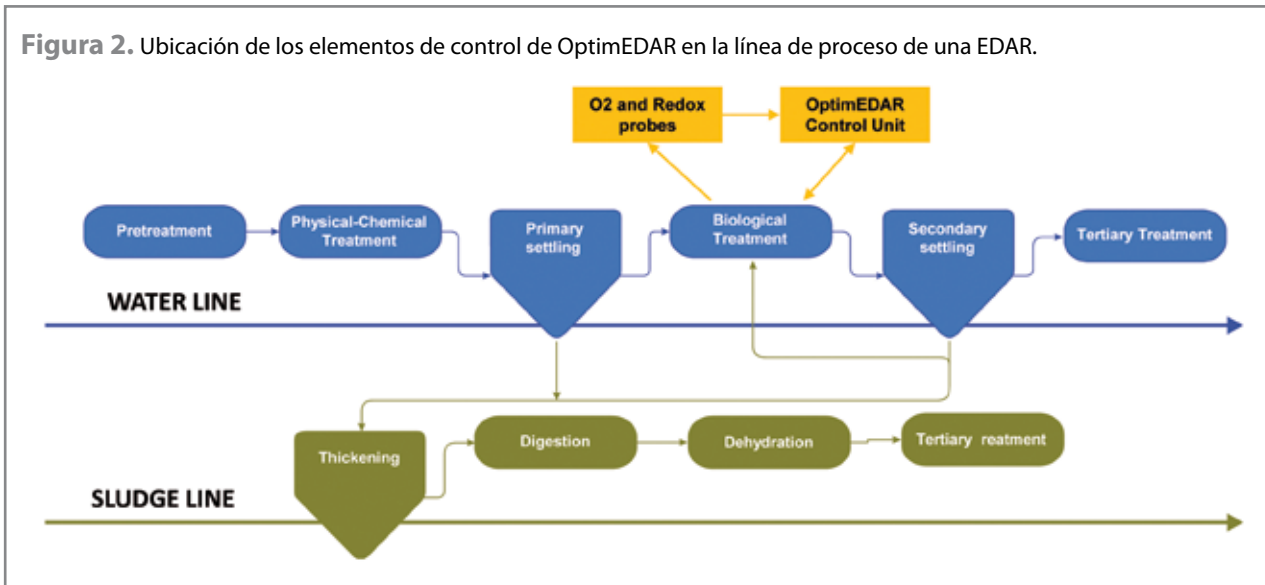 Figura 2. Ubicación de los elementos de control de OptimEDAR en la línea de proceso de una EDAR.
O2 and Redox
probes
OptimEDAR
Control Unit
Pretreatment
Physical-Chemical
Treatment
Primary
settling
Biological
Treatment
Secondary
settling
Tertiary Treatment
WATER LINE
Thickening
Digestion
Dehydration
Tertiary reatment
SLUDGE LINE